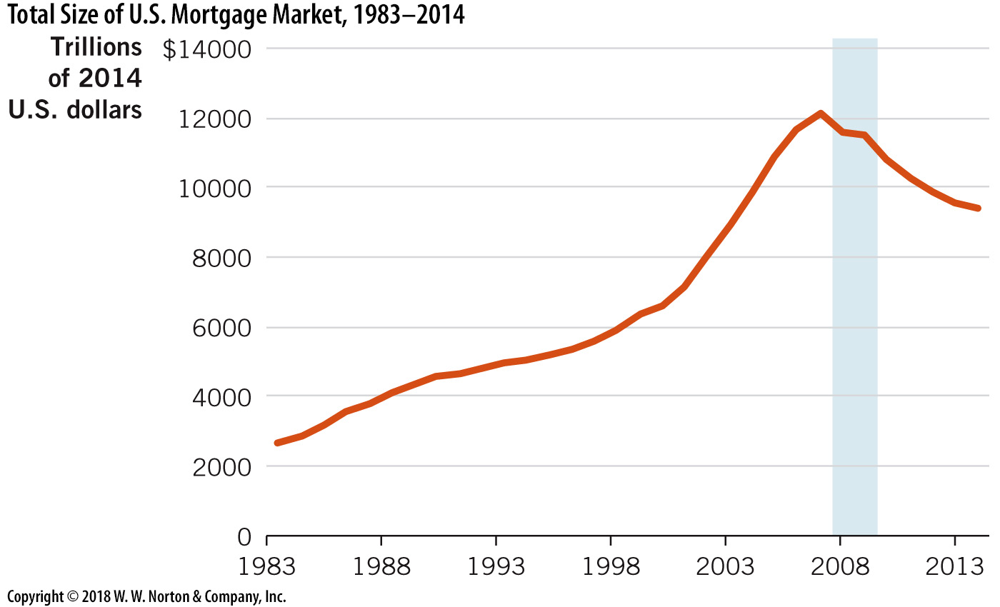 Total Size of U.S. Mortgage Market, 1983–2014
Trillions
of 2014
U.S. dollars
$14000
12000
10000
8000
6000
4000
2000
0
1983 1988 1993 1998 2003 2008 2013
Copyright © 2018 W. W. Norton & Company, Inc.